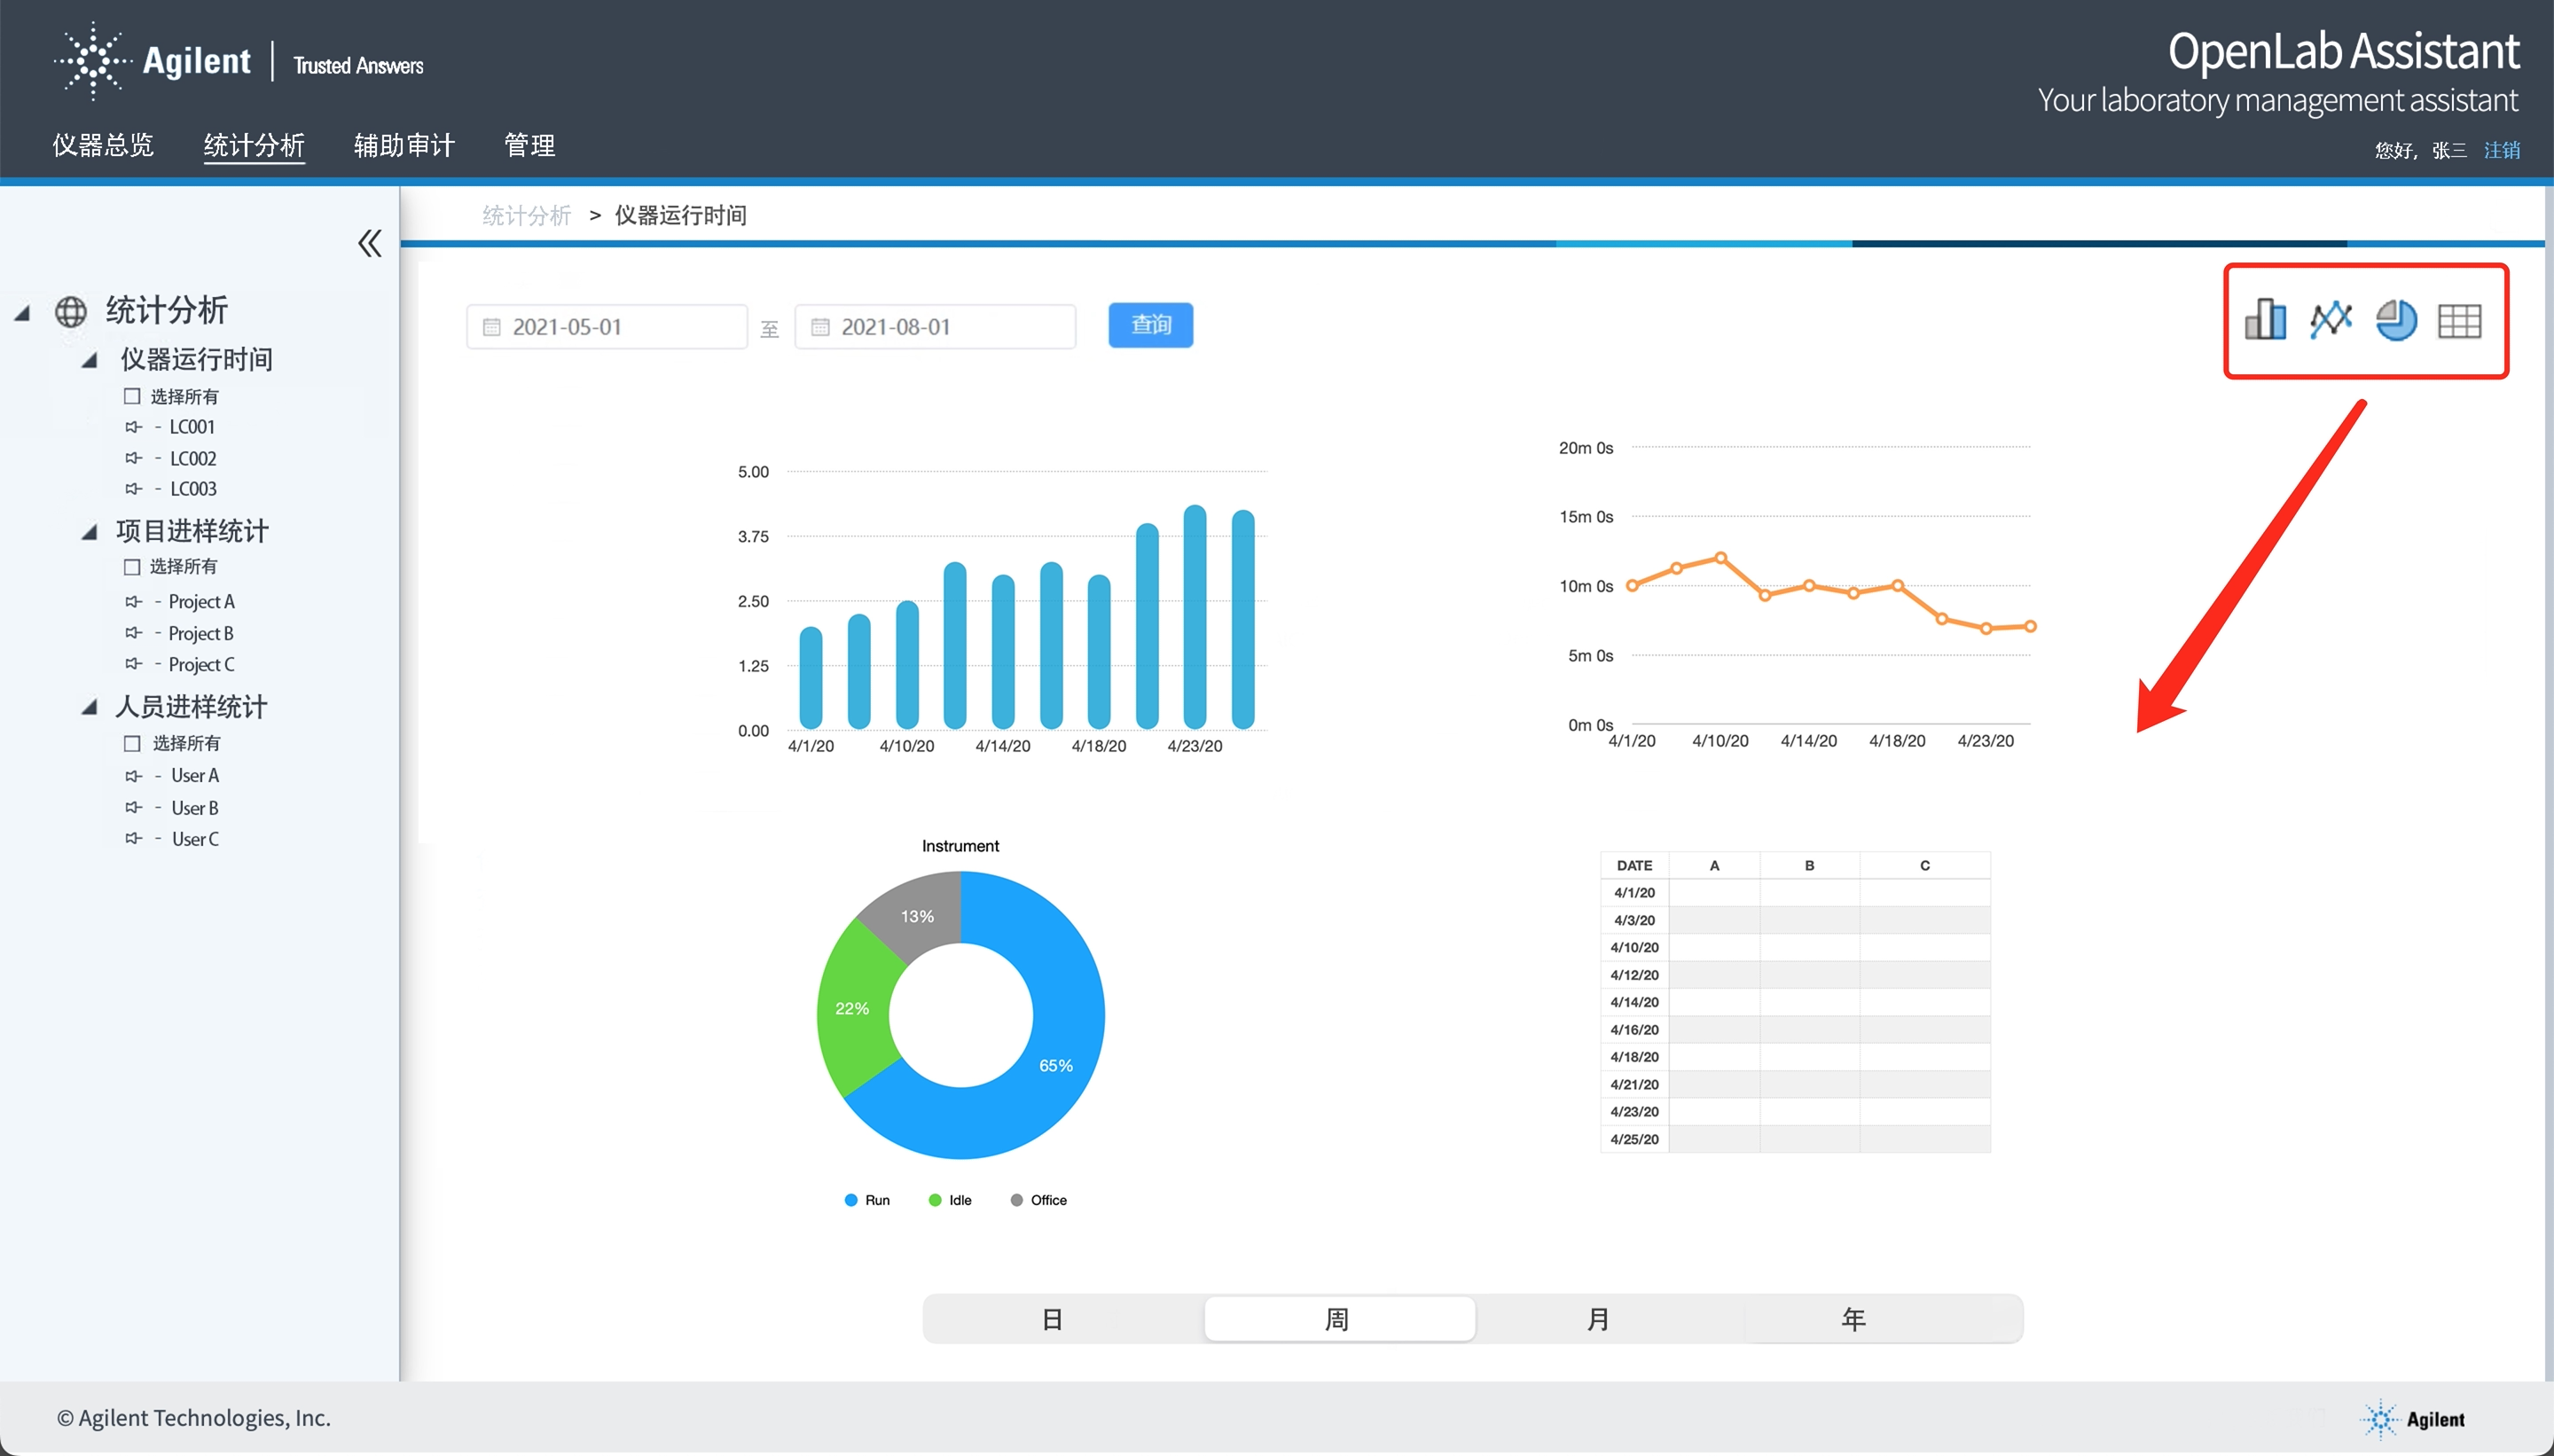 Agilent | Trusted Answers
OpenLab Assistant
Your laboratory management assistant
仪器总览 统计分析 辅助审计 管理
您好, 张三 注销
统计分析 > 仪器运行时间
统计分析
仪器运行时间
选择所有
- LC001
- LC002
- LC003
项目进样统计
选择所有
- Project A
- Project B
- Project C
人员进样统计
选择所有
- User A
- User B
- User C
2021-05-01 至 2021-08-01 查询
5.00
3.75
2.50
1.25
0.00
4/1/20 4/10/20 4/14/20 4/18/20 4/23/20
20m 0s
15m 0s
10m 0s
5m 0s
0m 0s
4/1/20 4/10/20 4/14/20 4/18/20 4/23/20
Instrument
13%
22%
65%
Run Idle Office
DATE A B C
4/1/20
4/3/20
4/10/20
4/12/20
4/14/20
4/16/20
4/18/20
4/21/20
4/23/20
4/25/20
日 周 月 年
© Agilent Technologies, Inc.
Agilent